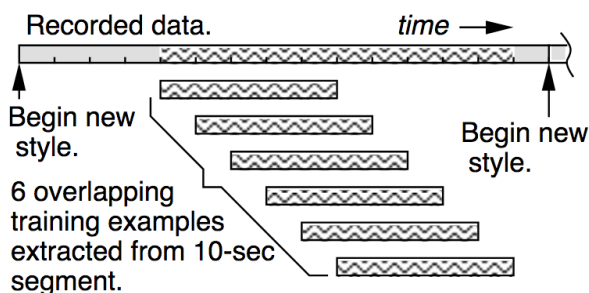 Recorded data.
time
Begin new
style.
Begin new
style.
6 overlapping
training examples
extracted from 10-sec
segment.